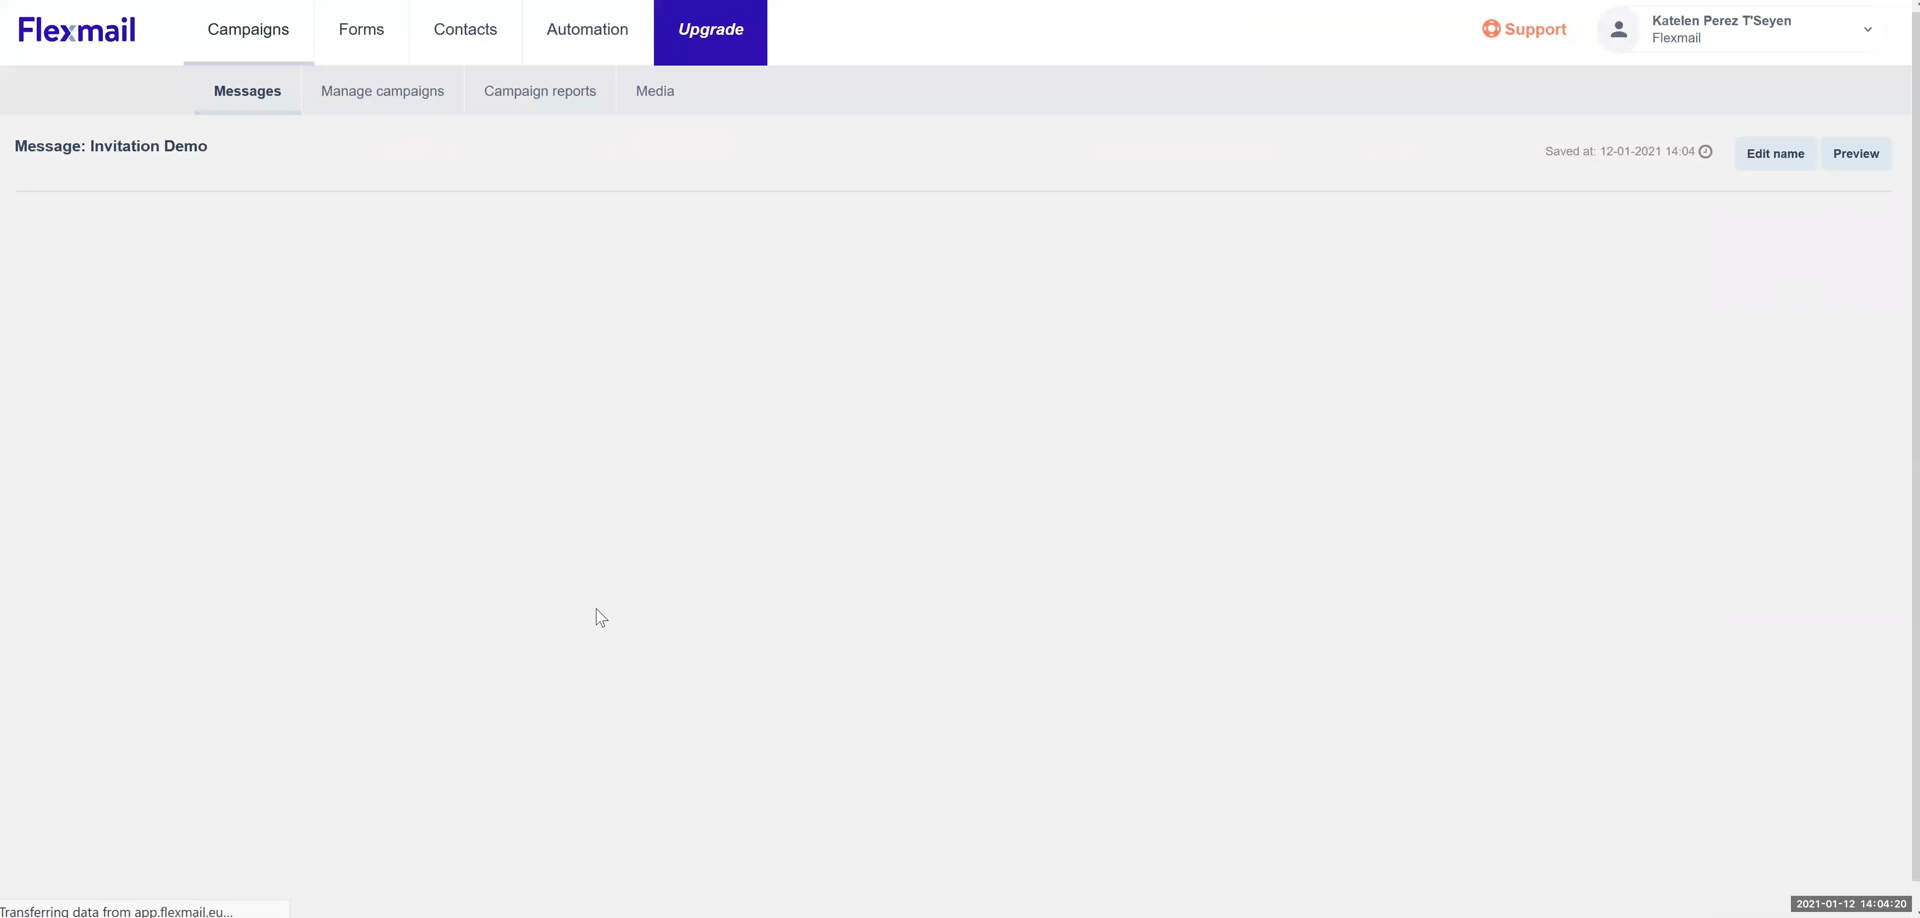 Flexmail
Campaigns
Forms
Contacts
Automation
Upgrade
Support
Katelen Perez T'Seyen
Flexmail
Messages
Manage campaigns
Campaign reports
Media
Message: Invitation Demo
Saved at: 12-01-2021 14:04
Edit name
Preview
Transferring data from app.flexmail.eu...
2021-01-12 14:04:20